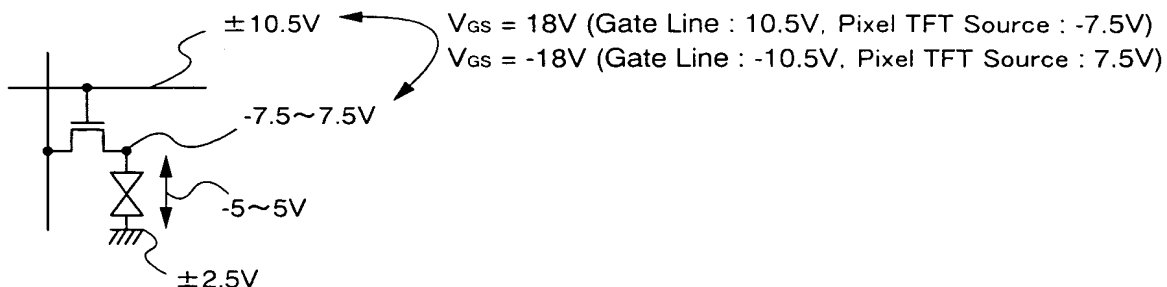 ±10.5V
VGS = 18V (Gate Line : 10.5V, Pixel TFT Source : -7.5V)
VGS = -18V (Gate Line : -10.5V, Pixel TFT Source : 7.5V)
-7.5～7.5V
-5～5V
±2.5V